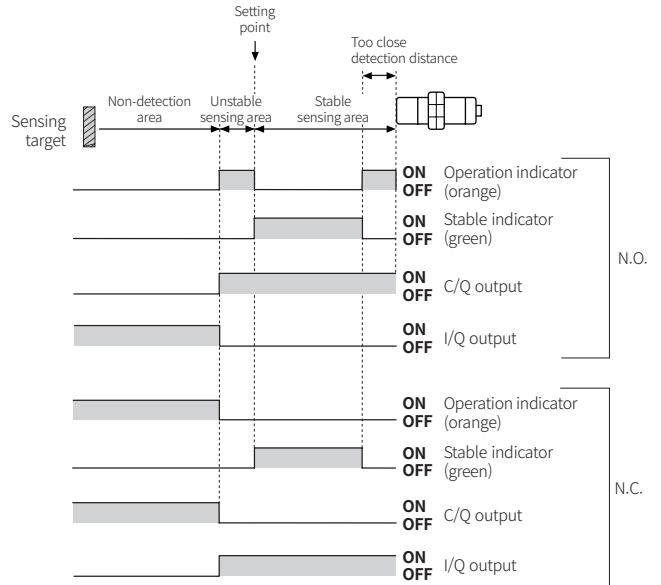 Setting
point
Too close
detection distance
Non-detection
area
Unstable
sensing area
Stable
sensing area
Sensing
target
ON
OFF
Operation indicator
(orange)
ON
OFF
Stable indicator
(green)
ON
OFF
C/Q output
ON
OFF
I/Q output
N.O.
ON
OFF
Operation indicator
(orange)
ON
OFF
Stable indicator
(green)
ON
OFF
C/Q output
ON
OFF
I/Q output
N.C.